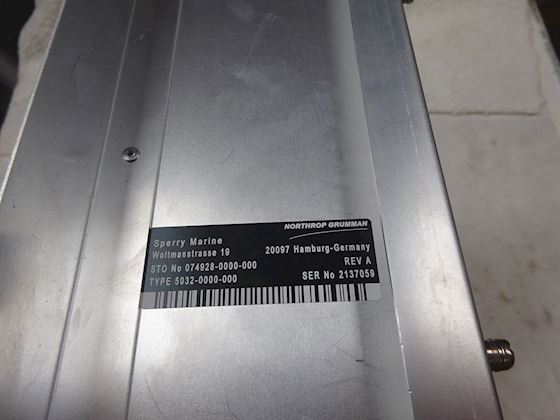 NORTHROP GRUMMAN
Sperry Marine
Woltmanstrasse 19 20097 Hamburg-Germany
STO No 074928-0000-000 REV A
TYPE 5032-0000-000 SER No 2137059